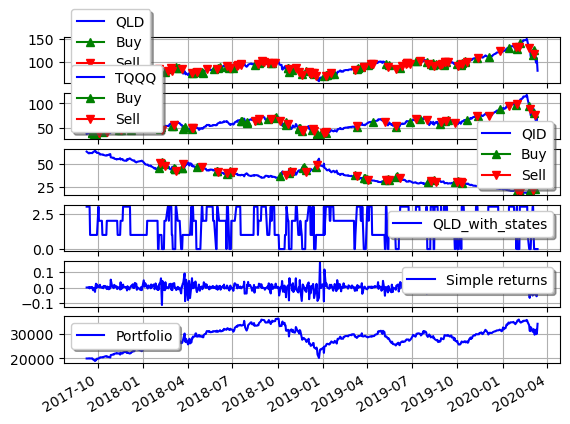 QLD
Buy
Sell
150
100
TQQQ
Buy
Sell
100
50
QID
Buy
Sell
50
25
QLD_with_states
2.5
0.0
Simple returns
0.1
0.0
−0.1
Portfolio
30000
20000
2017-10
2018-01
2018-04
2018-07
2018-10
2019-01
2019-04
2019-07
2019-10
2020-01
2020-04